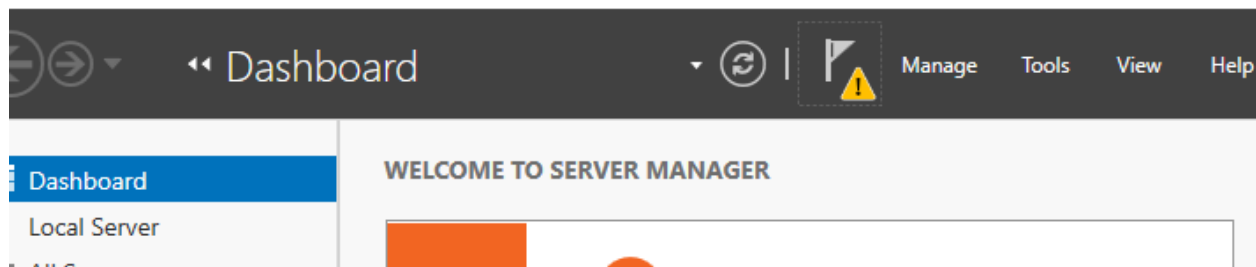 Dashboard
Manage Tools View Help
Dashboard
WELCOME TO SERVER MANAGER
Local Server